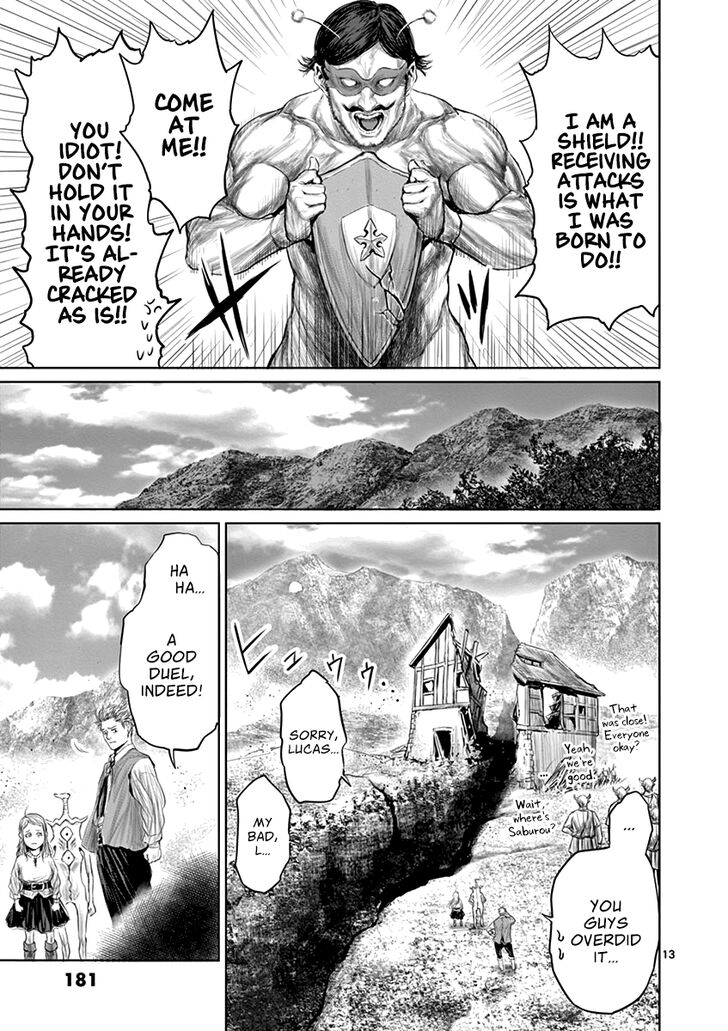 I AM A
SHIELD!!
RECEIVING
ATTACKS
IS WHAT
I WAS
BORN TO
DO!!
COME
AT
ME!!
YOU
IDIOT!
DON'T
HOLD IT
IN YOUR
HANDS!
IT'S AL-
READY
CRACKED
AS IS!!
That
was close!
Everyone
okay?
Yeah,
we're
good.
...
Wait,
where's
Saburou?
...
YOU
GUYS
OVERDID
IT...
SORRY,
LUCAS...
MY
BAD,
L...
HA
HA...
A
GOOD
DUEL,
INDEED!
13
181